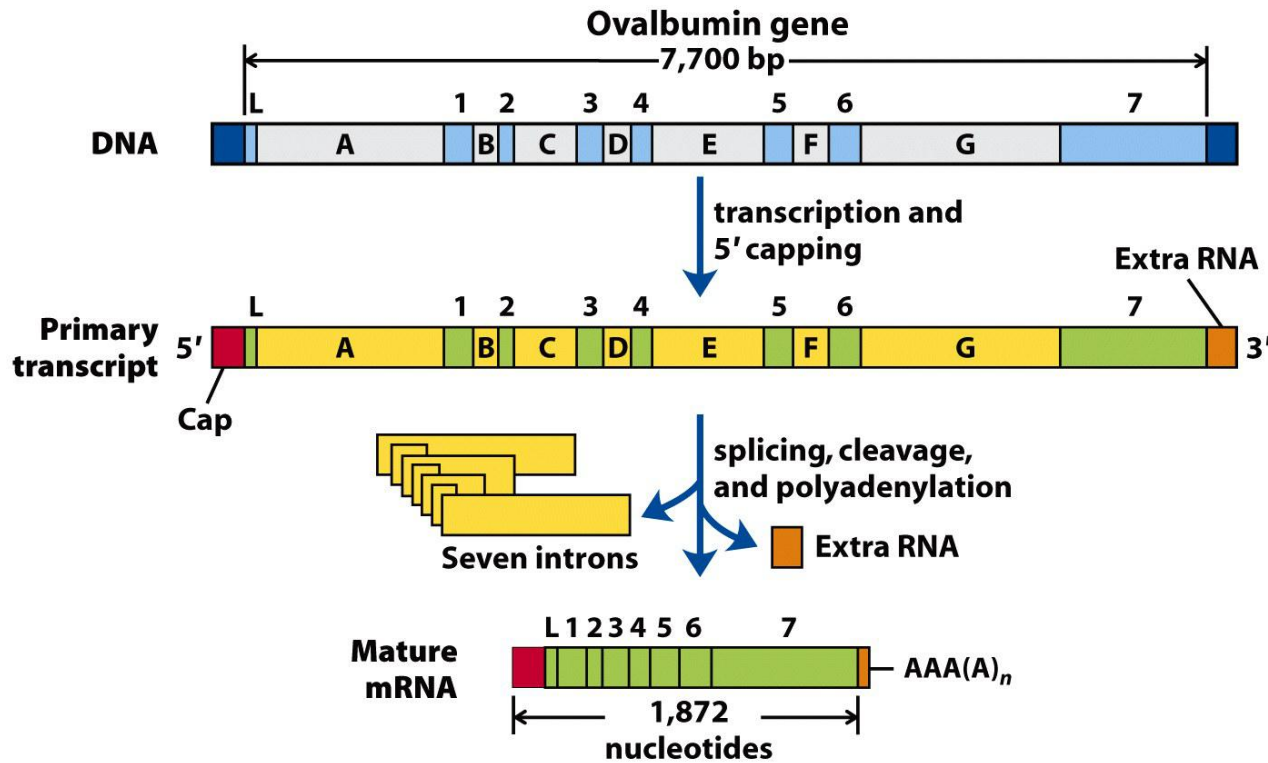 Ovalbumin gene
7,700 bp
L 1 2 3 4 5 6 7
DNA
A B C D E F G
transcription and
5′ capping
Extra RNA
L 1 2 3 4 5 6 7
Primary
transcript
5′ A B C D E F G 3′
Cap
splicing, cleavage,
and polyadenylation
Seven introns
Extra RNA
L 1 2 3 4 5 6 7
Mature
mRNA
AAA(A)n
1,872
nucleotides